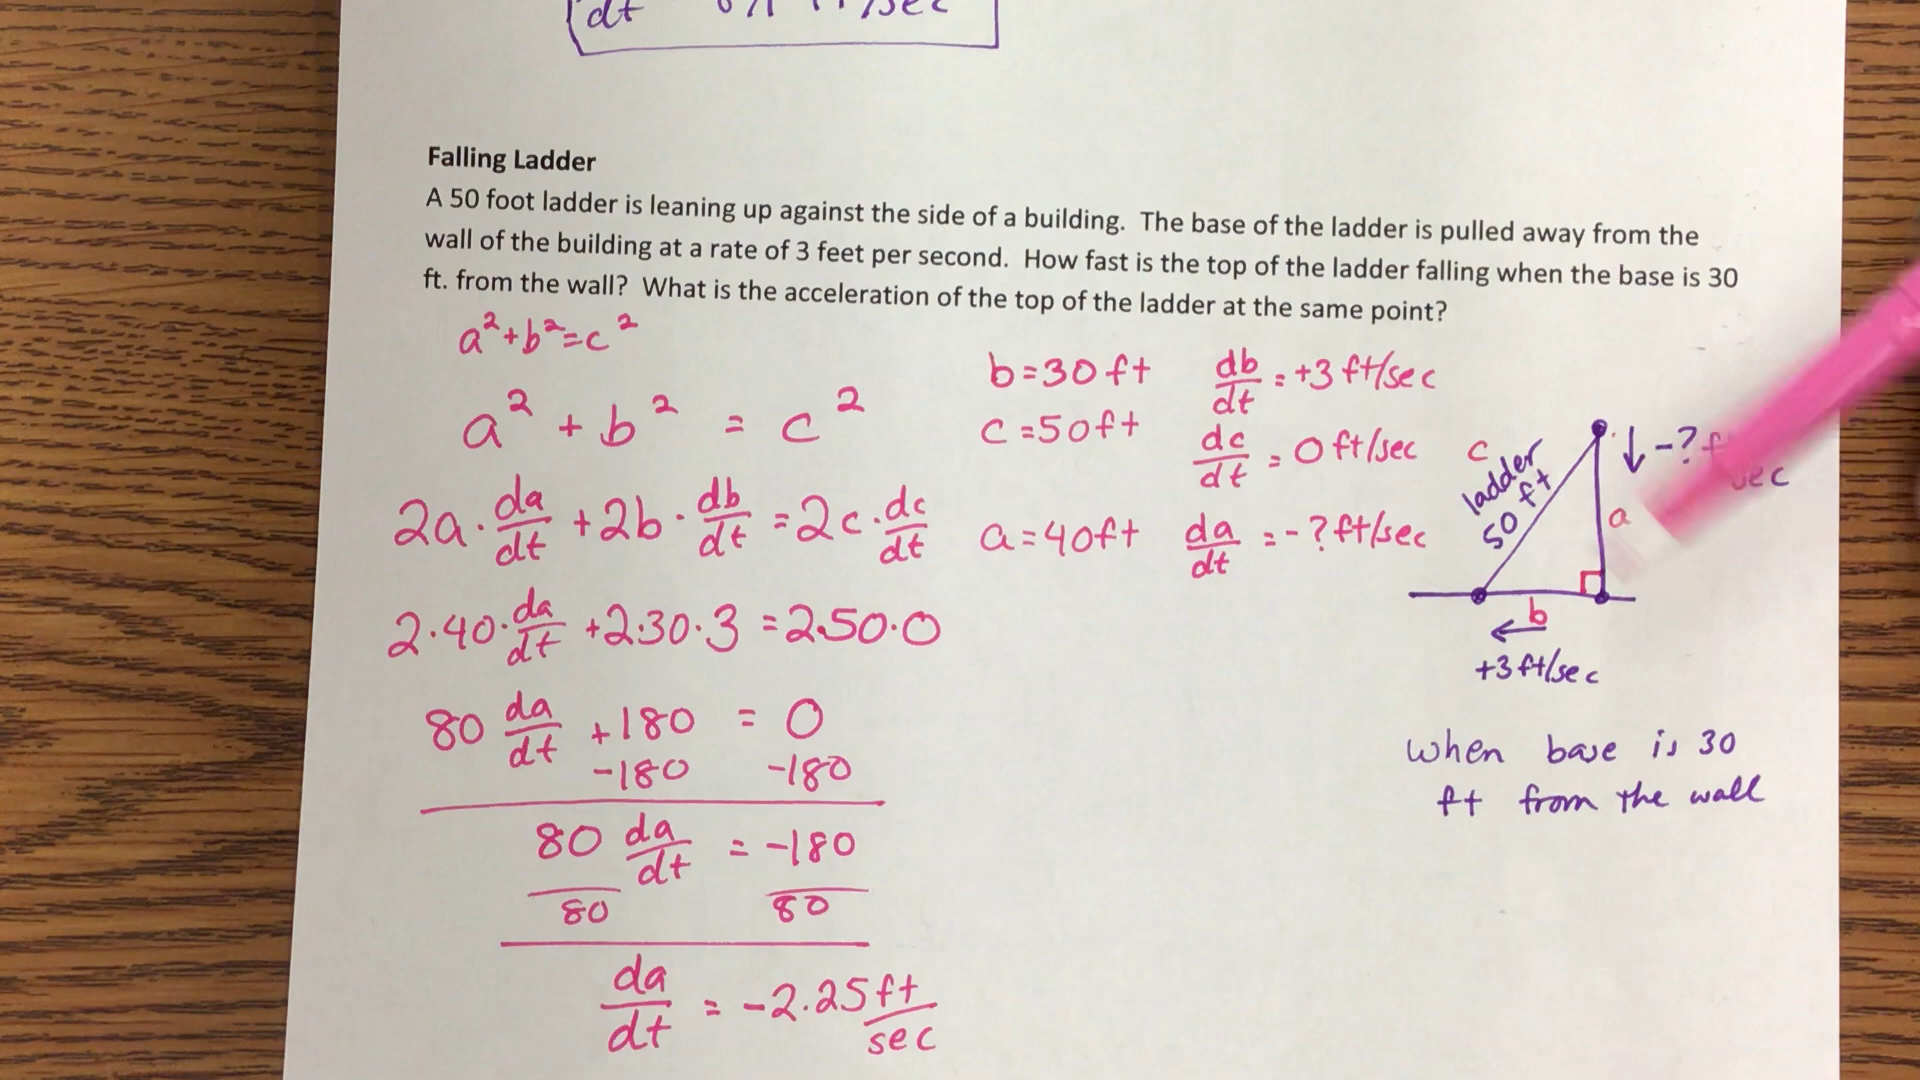 dt
Falling Ladder
A 50 foot ladder is leaning up against the side of a building. The base of the ladder is pulled away from the
wall of the building at a rate of 3 feet per second. How fast is the top of the ladder falling when the base is 30
ft. from the wall? What is the acceleration of the top of the ladder at the same point?
a²+b²=c²
a² + b² = c²
2a · da/dt + 2b · db/dt = 2c · dc/dt
2·40· da/dt +2·30·3 = 2·50·0
80 da/dt +180 = 0
-180 -180
80 da/dt = -180
80 80
da/dt = -2.25 ft/sec
b=30ft db/dt = +3 ft/sec
c=50ft dc/dt = 0 ft/sec
a=40ft da/dt = -? ft/sec
c
ladder
50 ft
-?
a
b
+3 ft/sec
when base is 30
ft from the wall